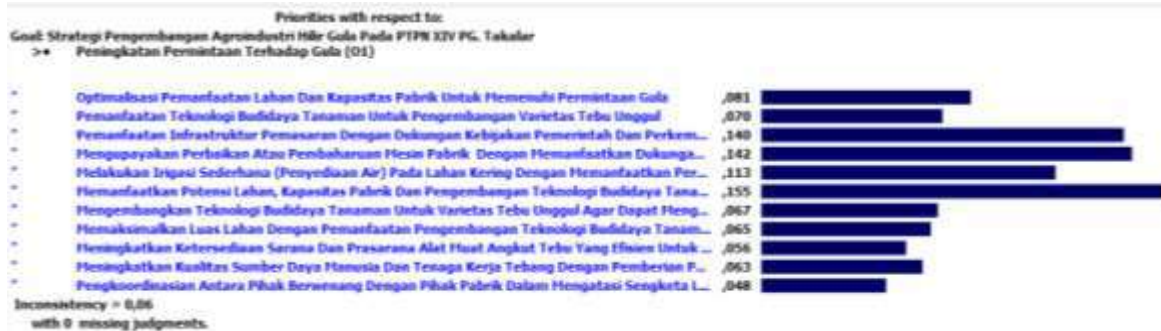 Priorities with respect to:
Goal: Strategi Pengembangan Agroindustri Hilir Gula Pada PTPN XIV PG. Takalar
>• Peningkatan Permintaan Terhadap Gula (O1)
Optimalisasi Pemanfaatan Lahan Dan Kapasitas Pabrik Untuk Memenuhi Permintaan Gula ,081
Pemanfaatan Teknologi Budidaya Tanaman Untuk Pengembangan Varietas Tebu Unggul ,070
Pemanfaatan Infrastruktur Pemasaran Dengan Dukungan Kebijakan Pemerintah Dan Perkem... ,140
Mengupayakan Perbaikan Atau Pembaharuan Mesin Pabrik Dengan Memanfaatkan Dukunga... ,142
Melakukan Irigasi Sederhana (Penyediaan Air) Pada Lahan Kering Dengan Memanfaatkan Per... ,113
Memanfaatkan Potensi Lahan, Kapasitas Pabrik Dan Pengembangan Teknologi Budidaya Tana... ,155
Mengembangkan Teknologi Budidaya Tanaman Untuk Varietas Tebu Unggul Agar Dapat Meng... ,067
Memaksimalkan Luas Lahan Dengan Pemanfaatan Pengembangan Teknologi Budidaya Tanam... ,065
Meningkatkan Ketersediaan Sarana Dan Prasarana Alat Muat Angkut Tebu Yang Efisien Untuk ... ,056
Meningkatkan Kualitas Sumber Daya Manusia Dan Tenaga Kerja Tebang Dengan Pemberian P... ,063
Pengkoordinasian Antara Pihak Berwenang Dengan Pihak Pabrik Dalam Mengatasi Sengketa L... ,048
Inconsistency = 0,06
with 0 missing judgments.